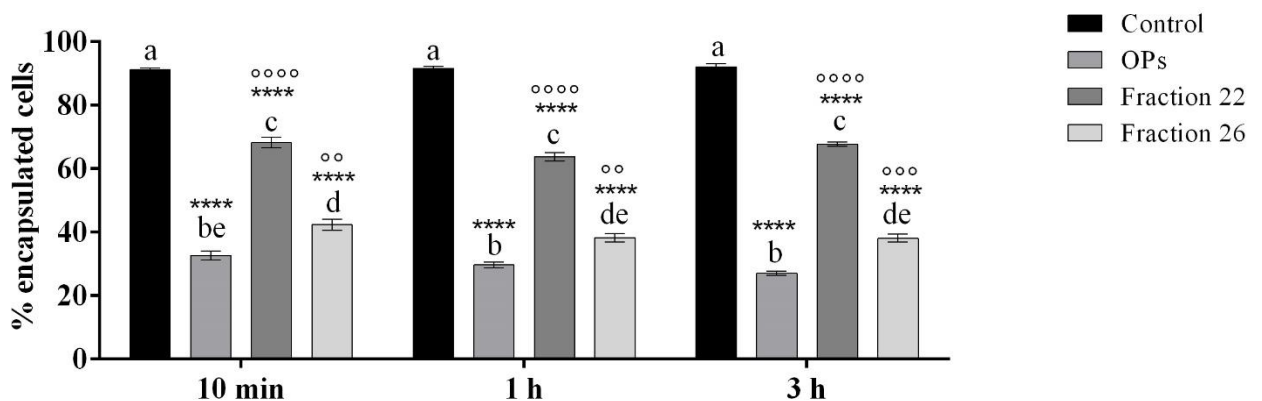 Control
OPs
Fraction 22
Fraction 26
% encapsulated cells
100
80
60
40
20
0
a
**** 
be
°°°°
****
c
°°
****
d
a
****
b
°°°°
****
c
°°
****
de
a
****
b
°°°°
****
c
°°°
****
de
10 min
1 h
3 h